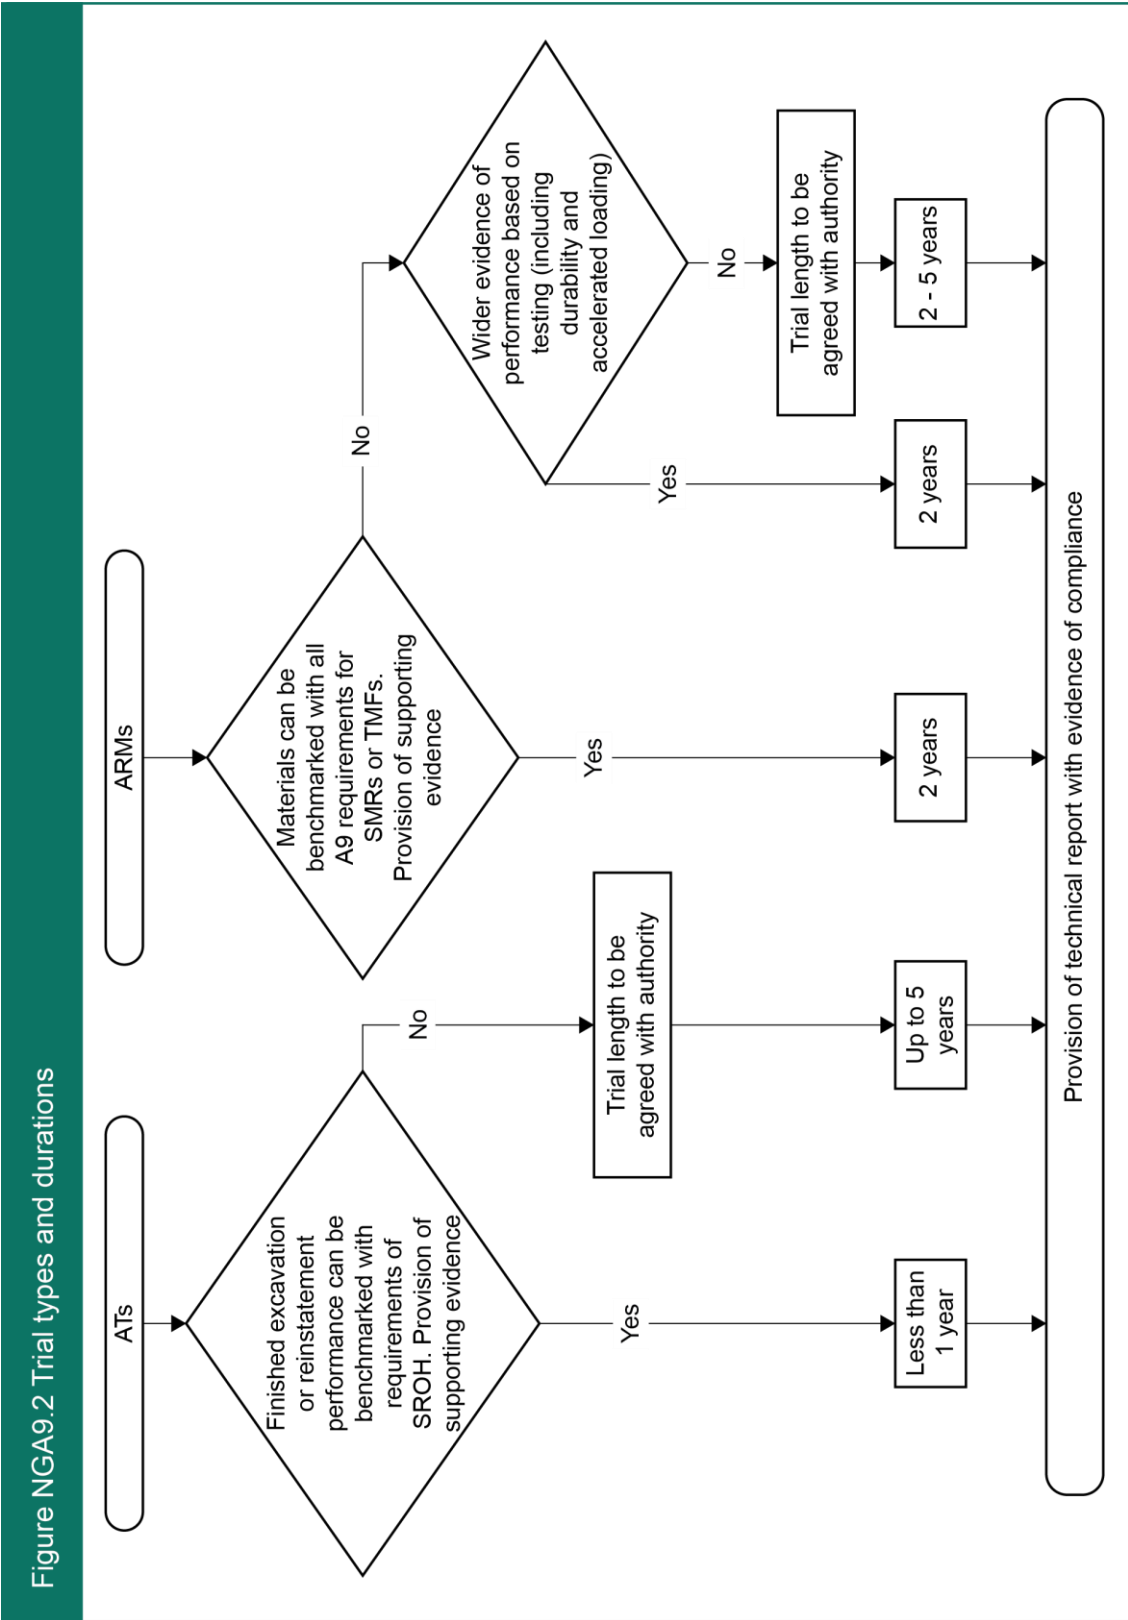 Figure NGA9.2 Trial types and durations
ATs
Finished excavation
or reinstatement
performance can be
benchmarked with
requirements of
SROH. Provision of
supporting evidence
Yes
Less than
1 year
No
Trial length to be
agreed with authority
Up to 5
years
ARMs
Materials can be
benchmarked with all
A9 requirements for
SMRs or TMFs.
Provision of supporting
evidence
Yes
2 years
No
Wider evidence of
performance based on
testing (including
durability and
accelerated loading)
Yes
2 years
No
Trial length to be
agreed with authority
2 - 5 years
Provision of technical report with evidence of compliance